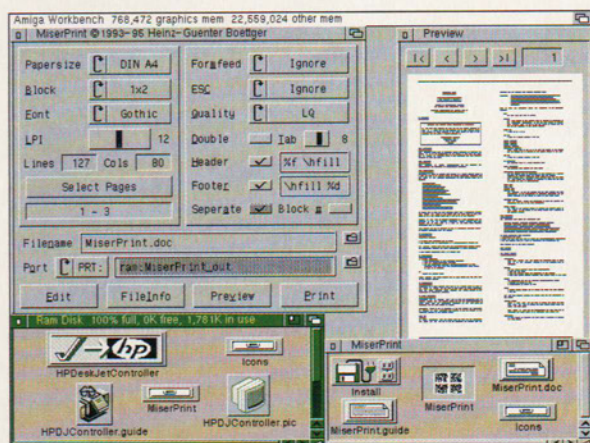 Amiga Workbench 768,472 graphics mem 22,559,024 other mem
MiserPrint ©1993-95 Heinz-Guenter Boettger
Papersize DIN A4
Block 1x2
Font Gothic
LPI 12
Lines 127 Cols 80
Select Pages
1 - 3
Formfeed Ignore
ESC Ignore
Quality LQ
Double Tab 8
Header %f \hfill
Footer \hfill %d
Seperate Block m
Filename MiserPrint.doc
Port PRT: ram:MiserPrint_out
Edit FileInfo Preview Print
Preview
1
Ram Disk 100% full, 0K free, 1,761K in use
hp
HPDeskJetController
Icons
HPDJController.guide
MiserPrint
HPDJController.pic
MiserPrint
Install
MiserPrint
MiserPrint.doc
MiserPrint.guide
Icons